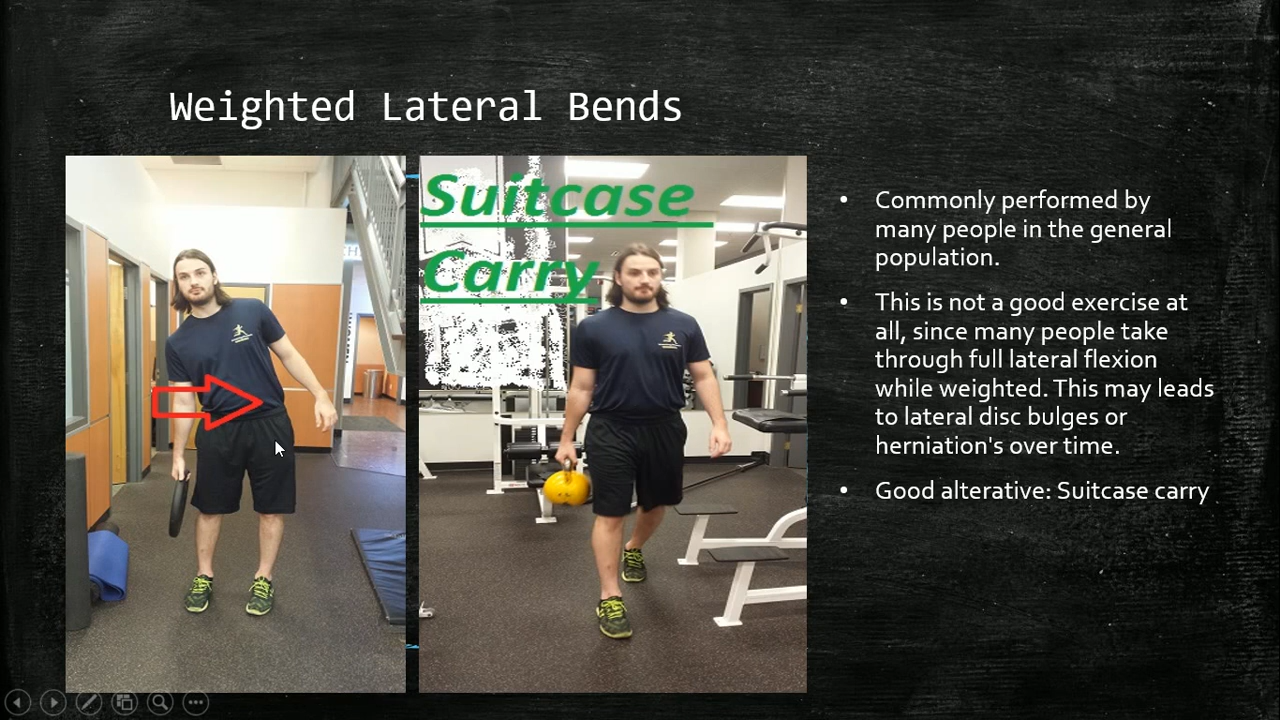 Weighted Lateral Bends
Suitcase
Carry
• Commonly performed by
many people in the general
population.
• This is not a good exercise at
all, since many people take
through full lateral flexion
while weighted. This may leads
to lateral disc bulges or
herniation's over time.
• Good alterative: Suitcase carry